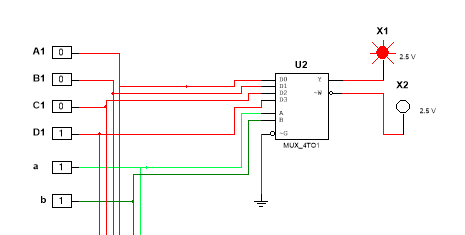 X1
A1 0
U2
2.5 V
B1 0
D0 Y
D1
X2
D2 ~W
D3
C1 0
2.5 V
A
B
D1 1
~G
MUX_4TO1
a 1
b 1